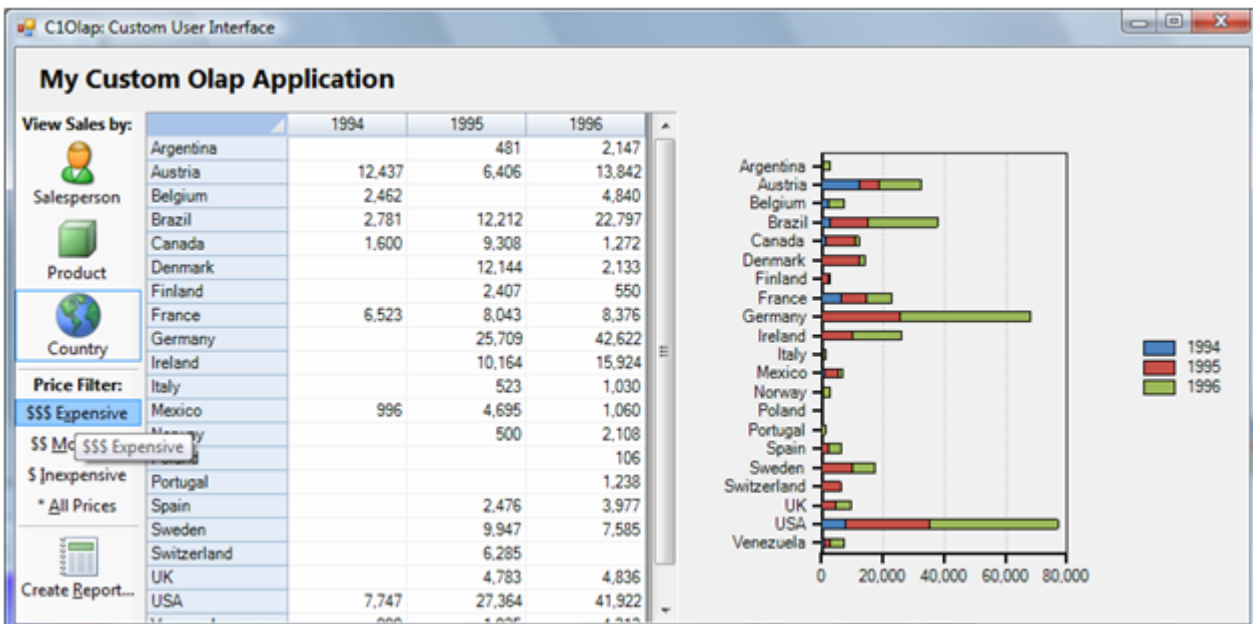 C1Olap: Custom User Interface
My Custom Olap Application
View Sales by:
Salesperson
Product
Country
Price Filter:
$$$ Expensive
$$$ Expensive
$ Inexpensive
* All Prices
Create Report...
1994 1995 1996
Argentina 481 2,147
Austria 12,437 6,406 13,842
Belgium 2,462 4,840
Brazil 2,781 12,212 22,797
Canada 1,600 9,308 1,272
Denmark 12,144 2,133
Finland 2,407 550
France 6,523 8,043 8,376
Germany 25,709 42,622
Ireland 10,164 15,924
Italy 523 1,030
Mexico 996 4,695 1,060
500 2,108
106
Portugal 1,238
Spain 2,476 3,977
Sweden 9,947 7,585
Switzerland 6,285
UK 4,783 4,836
USA 7,747 27,364 41,922
Argentina
Austria
Belgium
Brazil
Canada
Denmark
Finland
France
Germany
Ireland
Italy
Mexico
Norway
Poland
Portugal
Spain
Sweden
Switzerland
UK
USA
Venezuela
0 20,000 40,000 60,000 80,000
1994
1995
1996